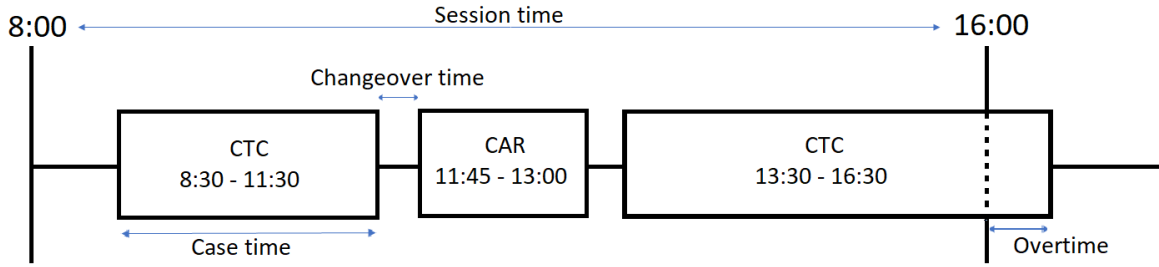 Session time
8:00
16:00
Changeover time
CTC
8:30 - 11:30
CAR
11:45 - 13:00
CTC
13:30 - 16:30
Case time
Overtime